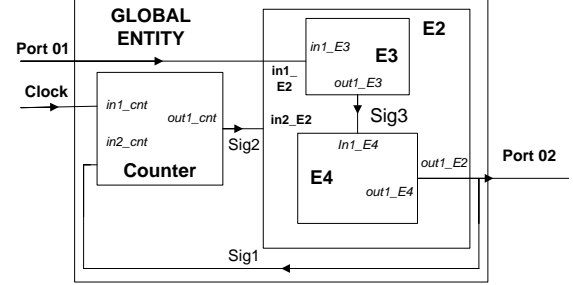 GLOBAL
ENTITY
E2
Port 01
in1_E3
E3
in1_
E2
out1_E3
Clock
in1_cnt
out1_cnt
in2_E2
Sig3
in2_cnt
Sig2
In1_E4
Counter
E4
out1_E2
Port 02
out1_E4
Sig1